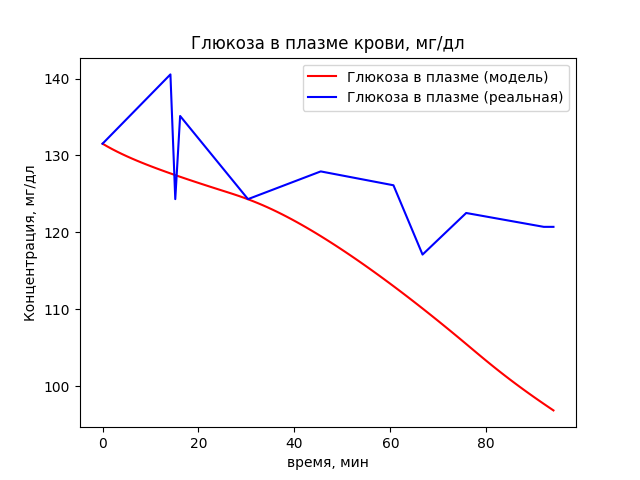 Глюкоза в плазме крови, мг/дл
Глюкоза в плазме (модель)
Глюкоза в плазме (реальная)
Концентрация, мг/дл
140
130
120
110
100
0 20 40 60 80
время, мин